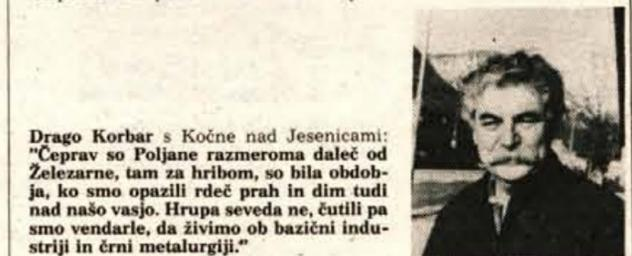 Drago Korbar s Kočne nad Jesenicami:
"Čeprav so Poljane razmeroma daleč od
Železarne, tam za hribom, so bila obdob-
ja, ko smo opazili rdeč prah in dim tudi
nad našo vasjo. Hrupa seveda ne, čutili pa
smo vendarle, da živimo ob bazični indu-
striji in črni metalurgiji."